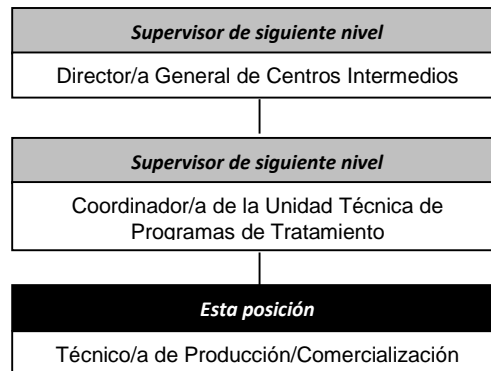 Supervisor de siguiente nivel
Director/a General de Centros Intermedios
Supervisor de siguiente nivel
Coordinador/a de la Unidad Técnica de
Programas de Tratamiento
Esta posición
Técnico/a de Producción/Comercialización